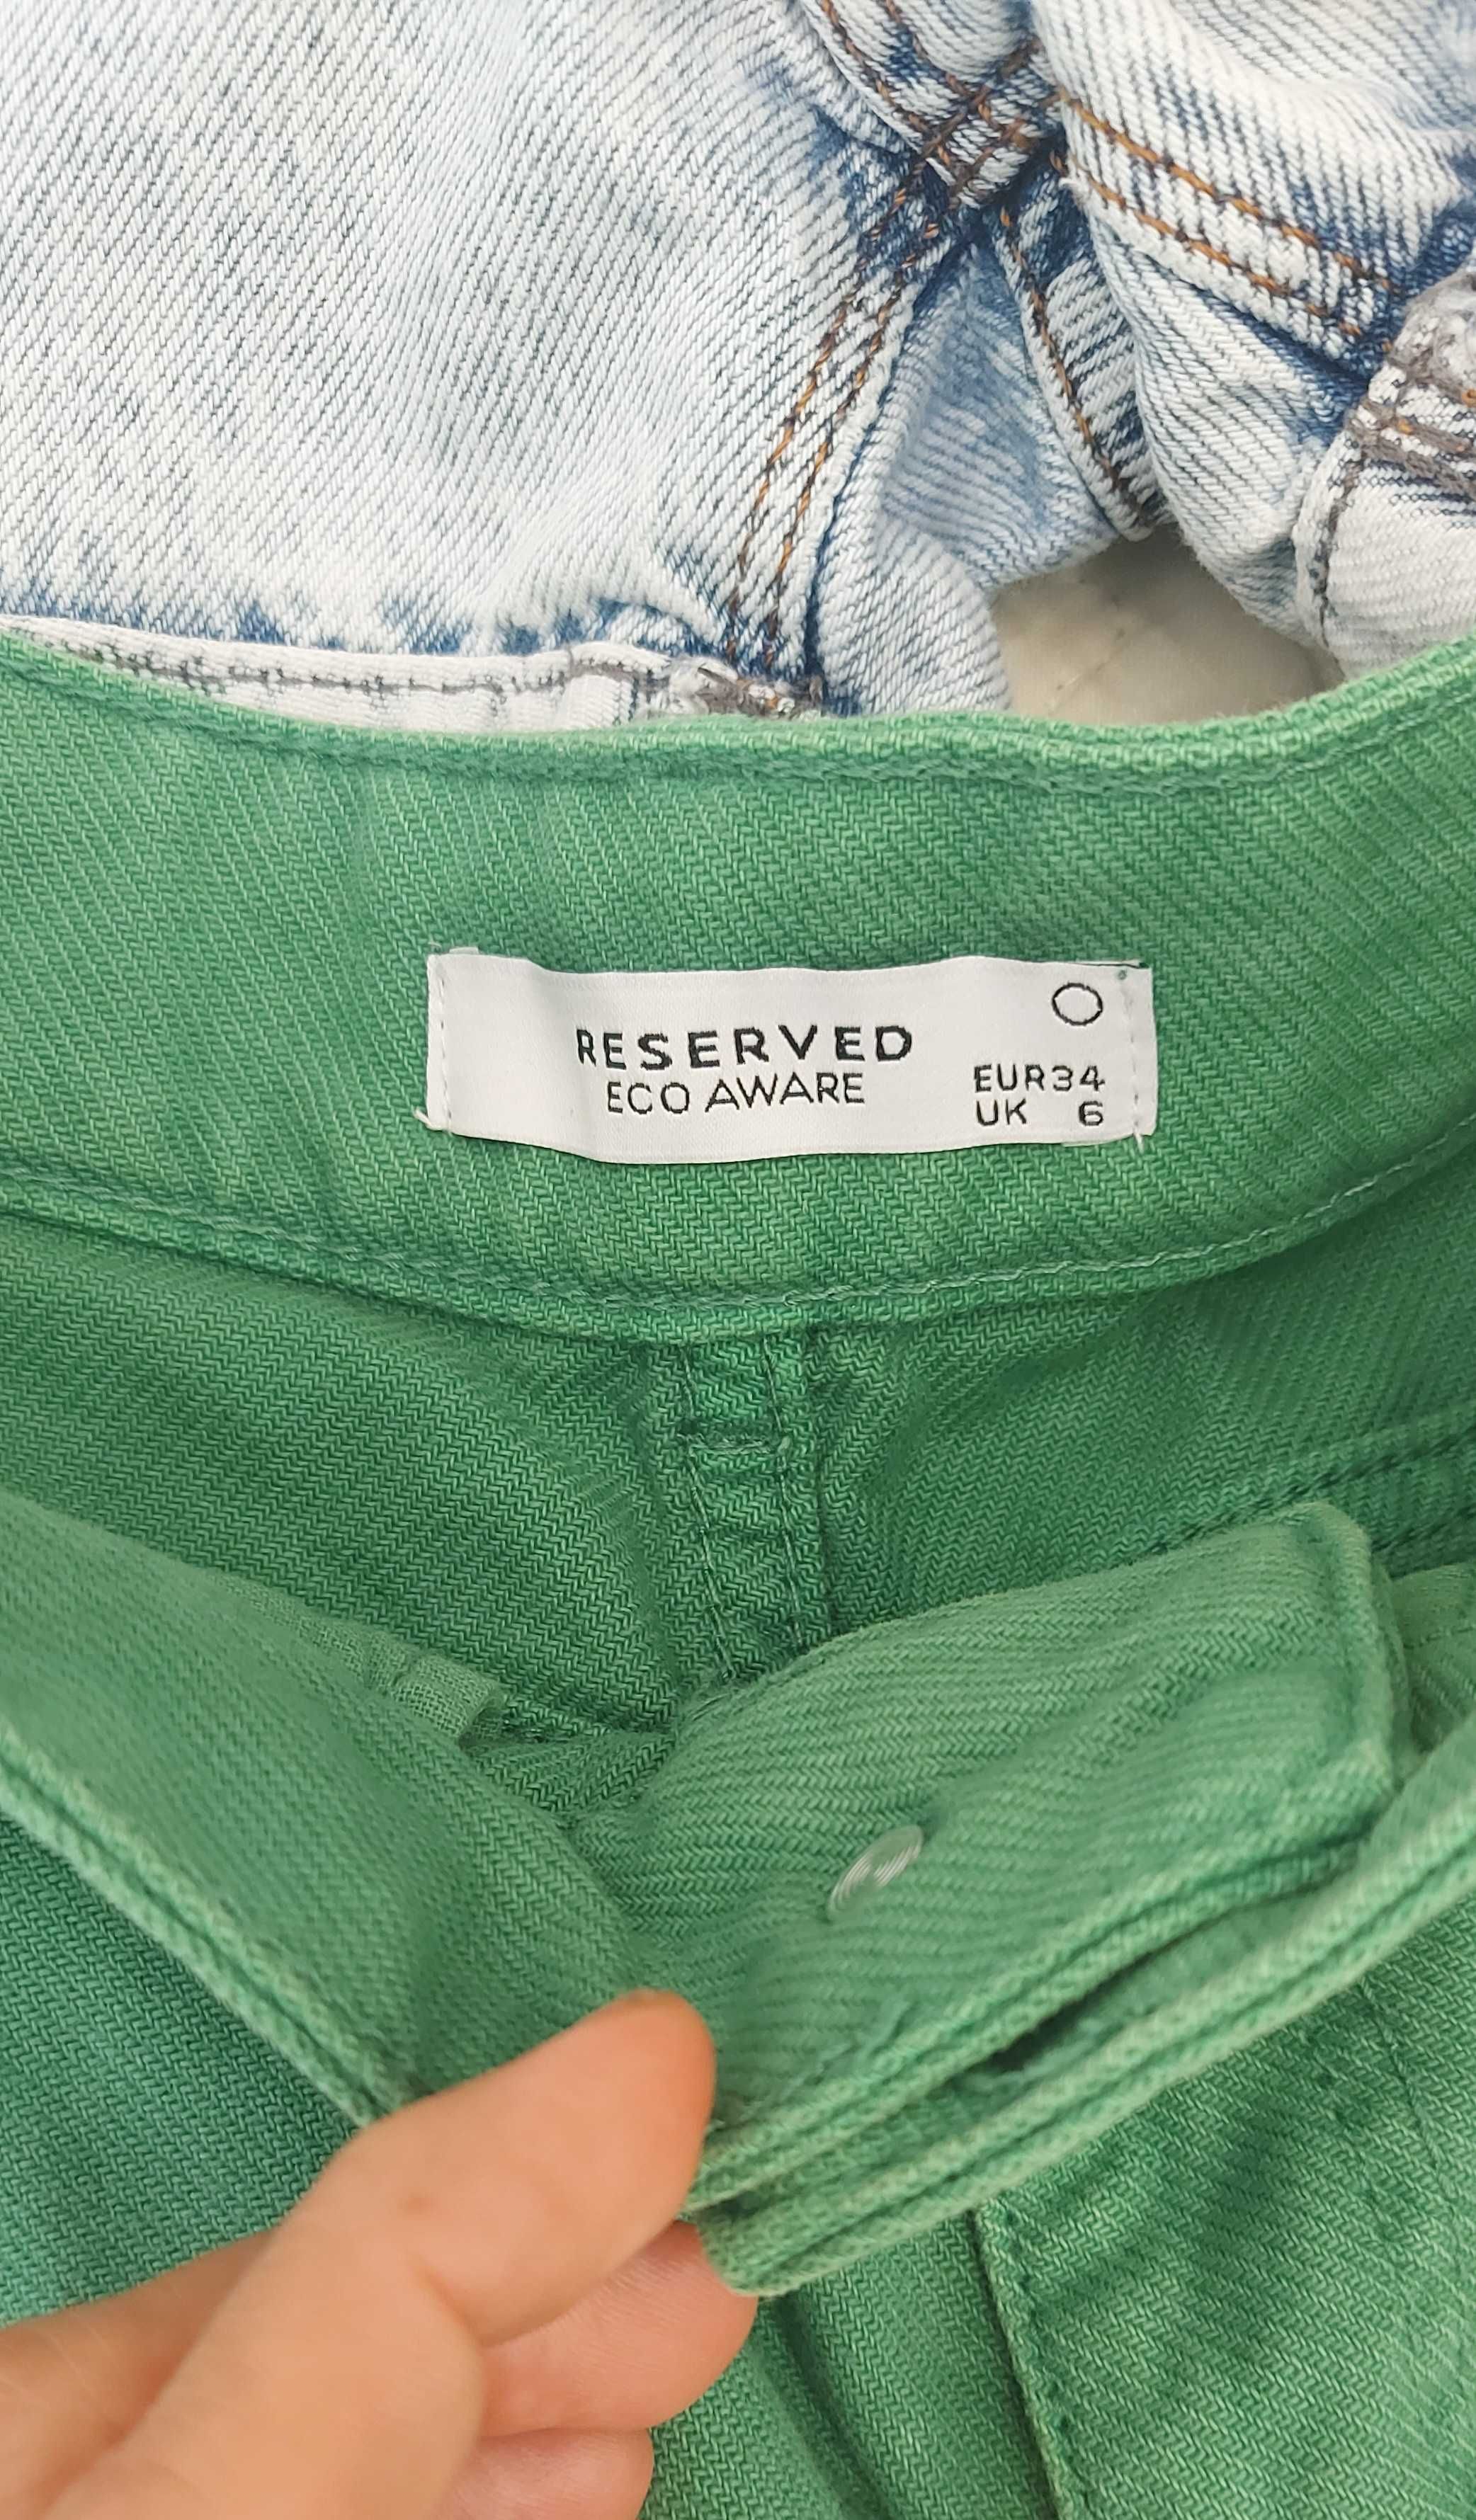 RESERVED
ECO AWARE
EUR34
UK 6